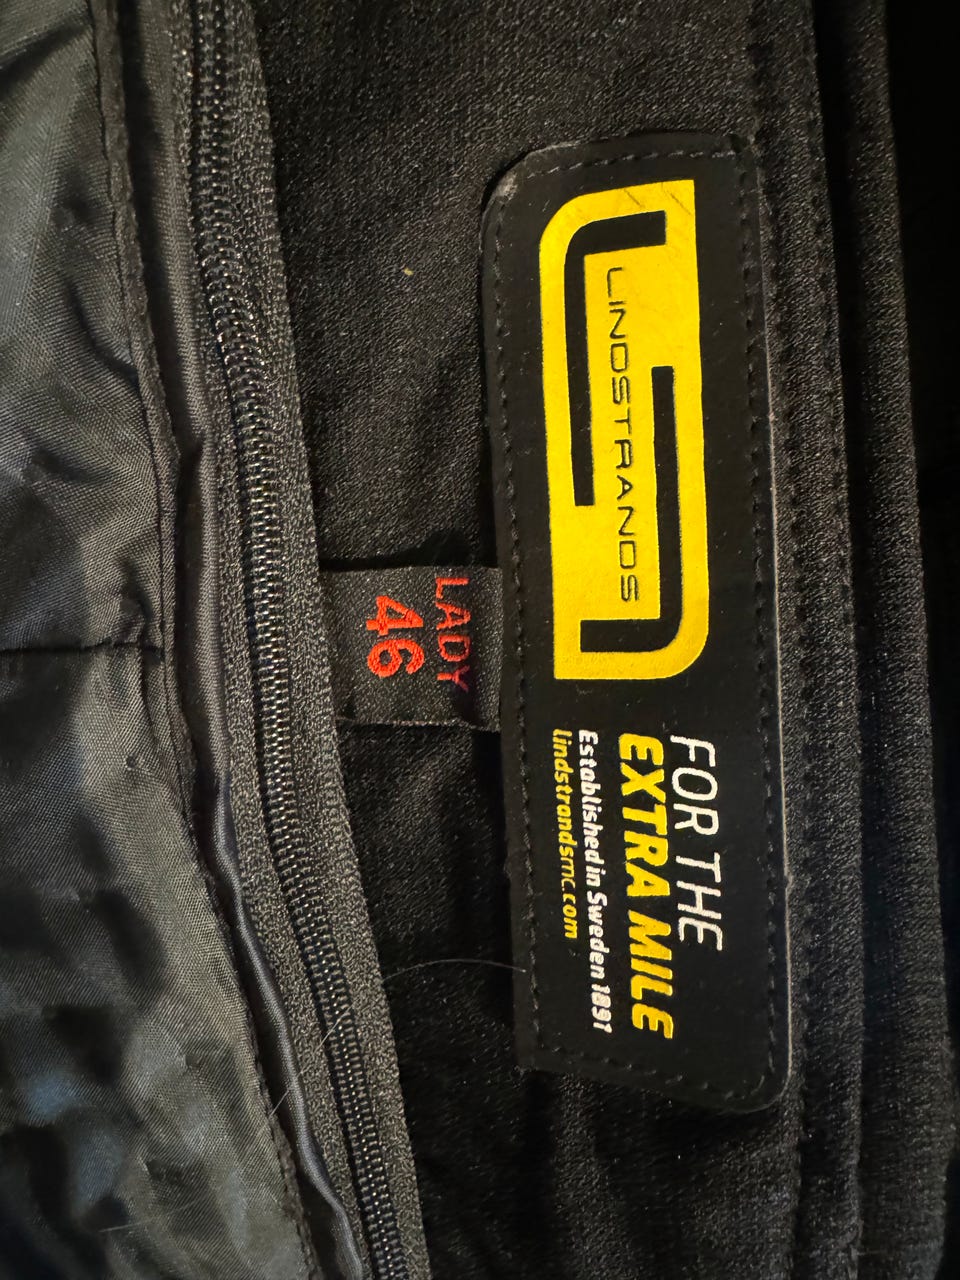 LINDSTRANDS
FOR THE
EXTRA MILE
Established in Sweden 1891
lindstrandsmc.com
LADY
46